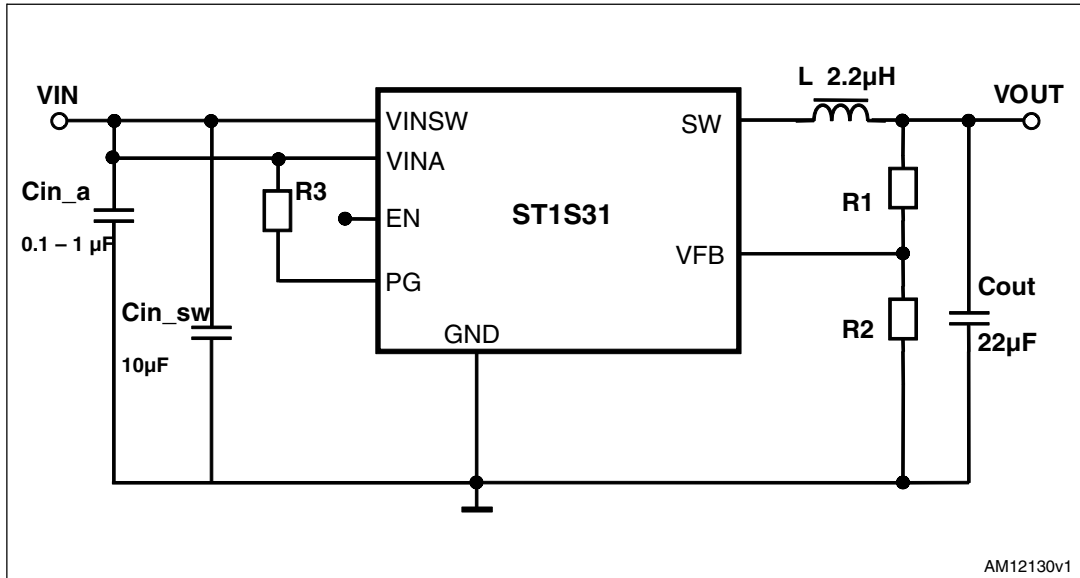 L 2.2µH
VIN
VOUT
VINSW
SW
VINA
Cin_a
R3
R1
EN
ST1S31
0.1 – 1 µF
VFB
PG
Cout
Cin_sw
R2
GND
22µF
10µF
AM12130v1